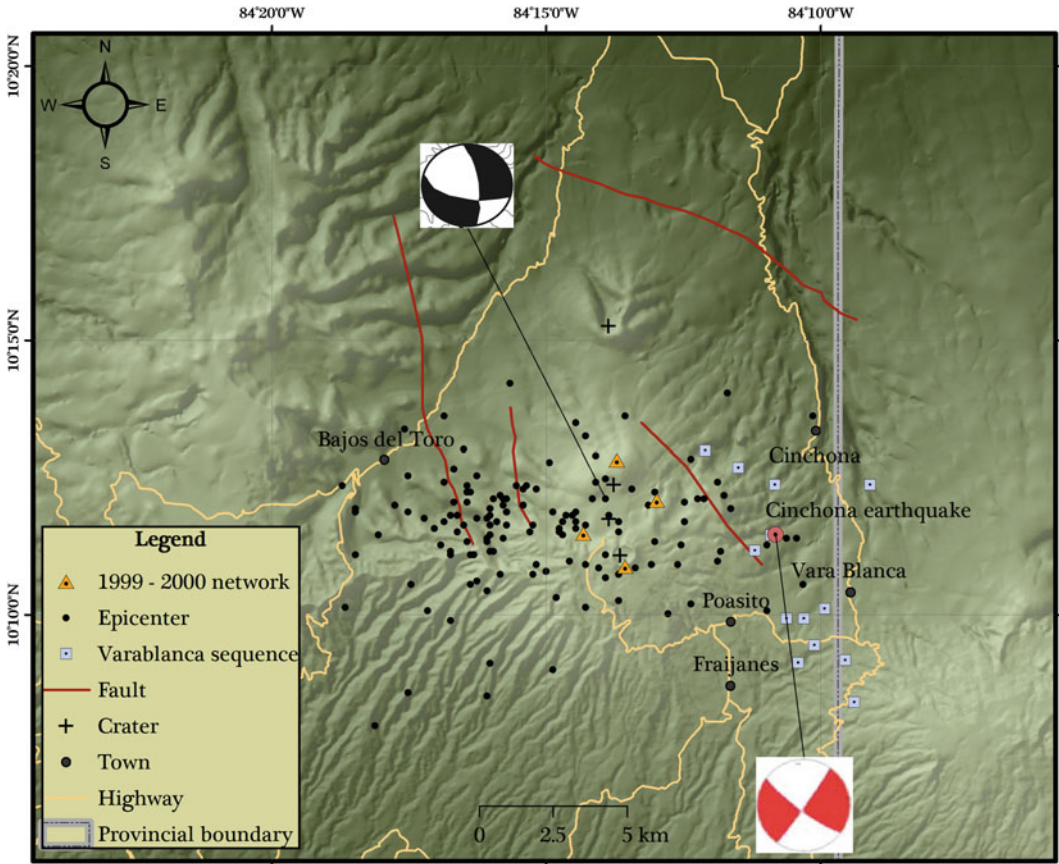 84°20'0"W 84°15'0"W 84°10'0"W
10°20'0"N
N
W E
S
10°15'0"N
Bajos del Toro
Cinchona
Cinchona earthquake
Vara Blanca
10°10'0"N
Poasito
Fraijanes
Legend
1999 - 2000 network
Epicenter
Varablanca sequence
Fault
Crater
Town
Highway
Provincial boundary
0 2.5 5 km